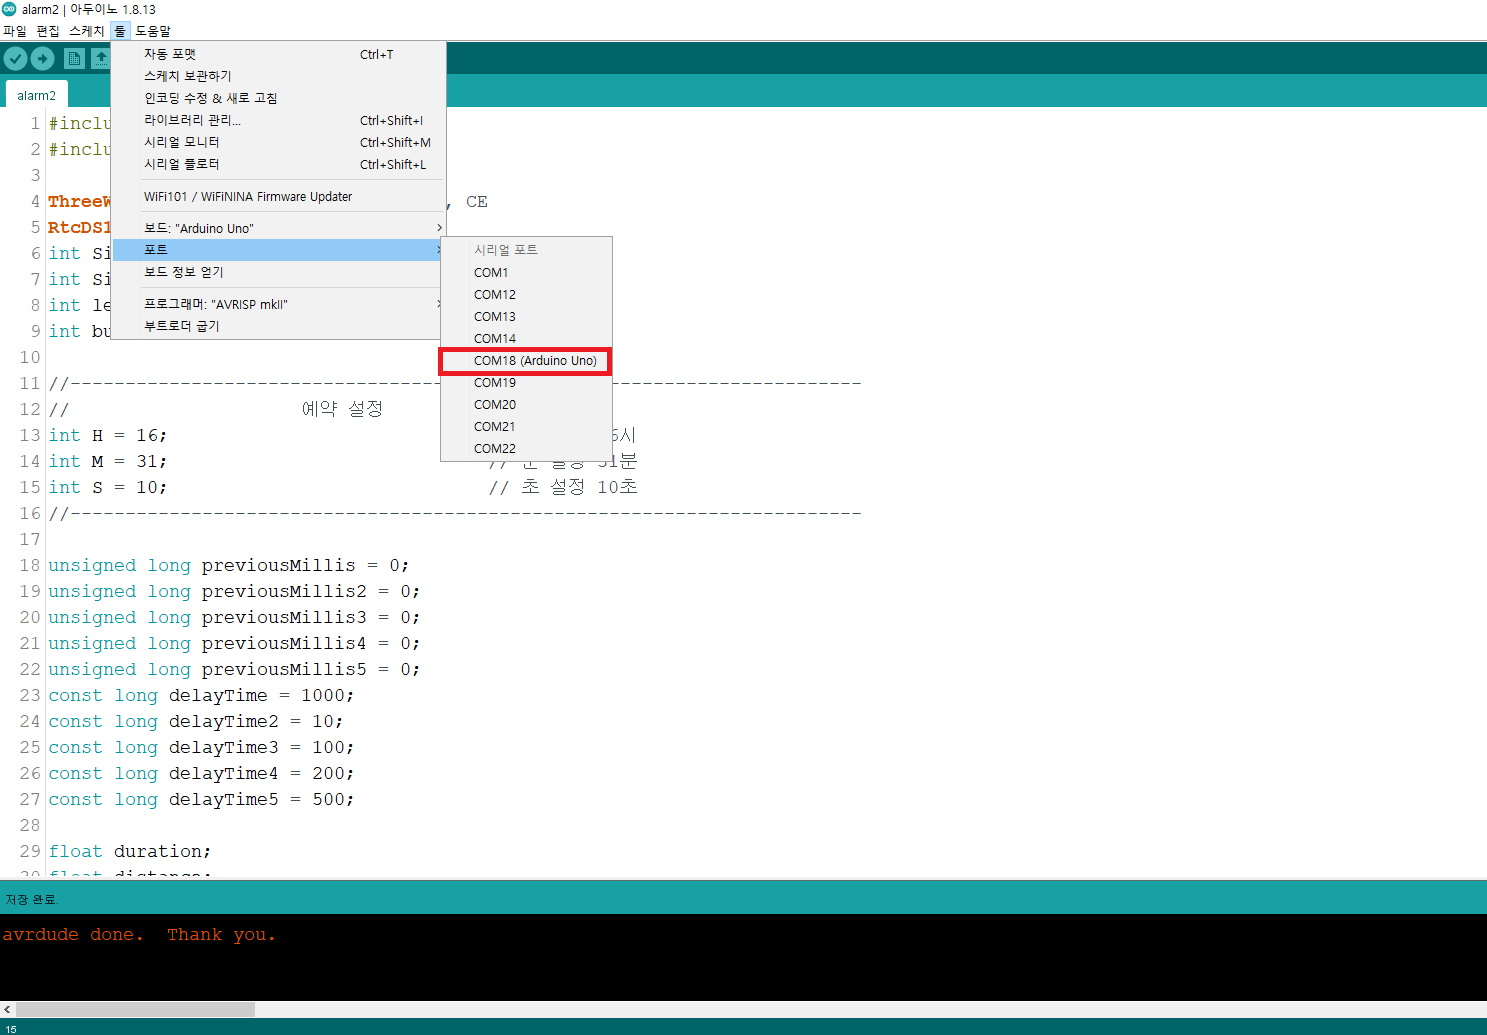 alarm2 | 아두이노 1.8.13
파일 편집 스케치 툴 도움말
자동 포맷 Ctrl+T
스케치 보관하기
인코딩 수정 & 새로 고침
라이브러리 관리... Ctrl+Shift+I
시리얼 모니터 Ctrl+Shift+M
시리얼 플로터 Ctrl+Shift+L
WiFi101 / WiFiNINA Firmware Updater
보드: "Arduino Uno"
포트
보드 정보 얻기
프로그래머: "AVRISP mkII"
부트로더 굽기
시리얼 포트
COM1
COM12
COM13
COM14
COM18 (Arduino Uno)
COM19
COM20
COM21
COM22
alarm2
1 #inclu
2 #inclu
3
4 ThreeW , CE
5 RtcDS1
6 int Si
7 int Si
8 int le
9 int bu
10
11 //------------------------------------------------------------------------
12 // 예약 설정
13 int H = 16; 6시
14 int M = 31; // 분 설정 31분
15 int S = 10; // 초 설정 10초
16 //------------------------------------------------------------------------
17
18 unsigned long previousMillis = 0;
19 unsigned long previousMillis2 = 0;
20 unsigned long previousMillis3 = 0;
21 unsigned long previousMillis4 = 0;
22 unsigned long previousMillis5 = 0;
23 const long delayTime = 1000;
24 const long delayTime2 = 10;
25 const long delayTime3 = 100;
26 const long delayTime4 = 200;
27 const long delayTime5 = 500;
28
29 float duration;
30 float distance;
저장 완료.
avrdude done.  Thank you.
15